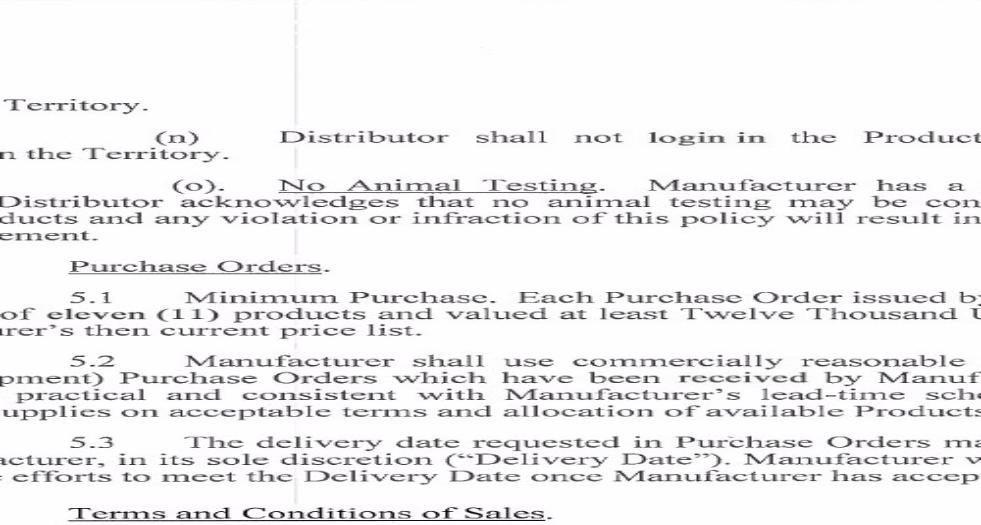 Territory.
(n) Distributor shall not login in the Product
n the Territory.
(o). No Animal Testing. Manufacturer has a
Distributor acknowledges that no animal testing may be con
ducts and any violation or infraction of this policy will result in
ement.
Purchase Orders.
5.1 Minimum Purchase. Each Purchase Order issued by
of eleven (11) products and valued at least Twelve Thousand U
urer's then current price list.
5.2 Manufacturer shall use commercially reasonable
pment) Purchase Orders which have been received by Manuf
practical and consistent with Manufacturer's lead-time sche
upplies on acceptable terms and allocation of available Products
5.3 The delivery date requested in Purchase Orders ma
acturer, in its sole discretion (“Delivery Date”). Manufacturer w
e efforts to meet the Delivery Date once Manufacturer has accep
Terms and Conditions of Sales.